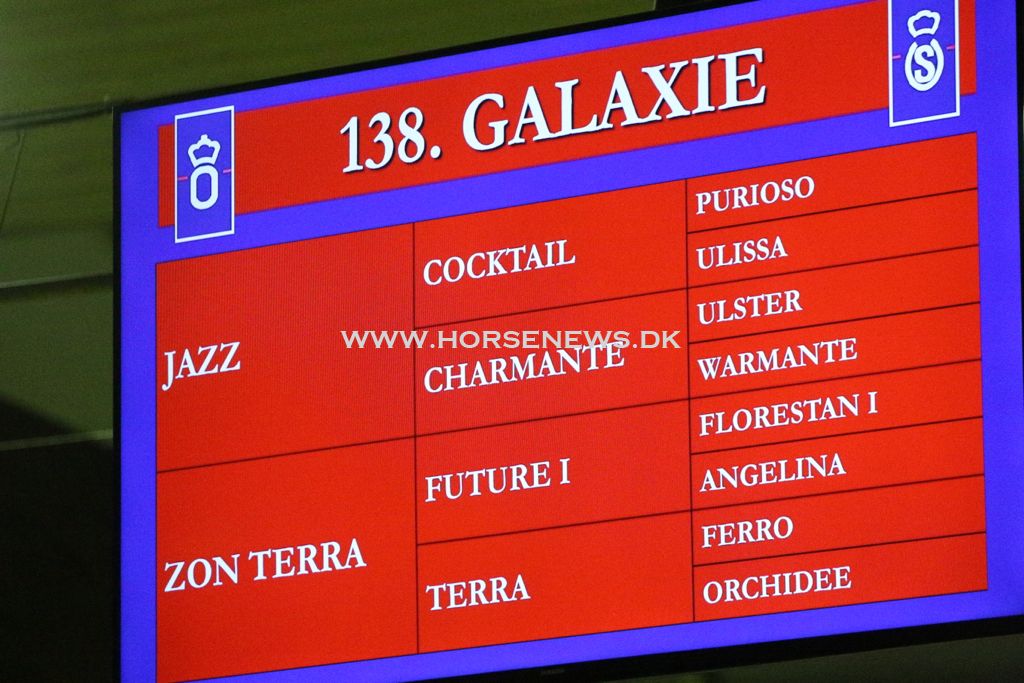 138. GALAXIE
O
S
JAZZ
ZON TERRA
COCKTAIL
CHARMANTE
FUTURE I
TERRA
PURIOSO
ULISSA
ULSTER
WARMANTE
FLORESTAN I
ANGELINA
FERRO
ORCHIDEE
WWW.HORSENEWS.DK